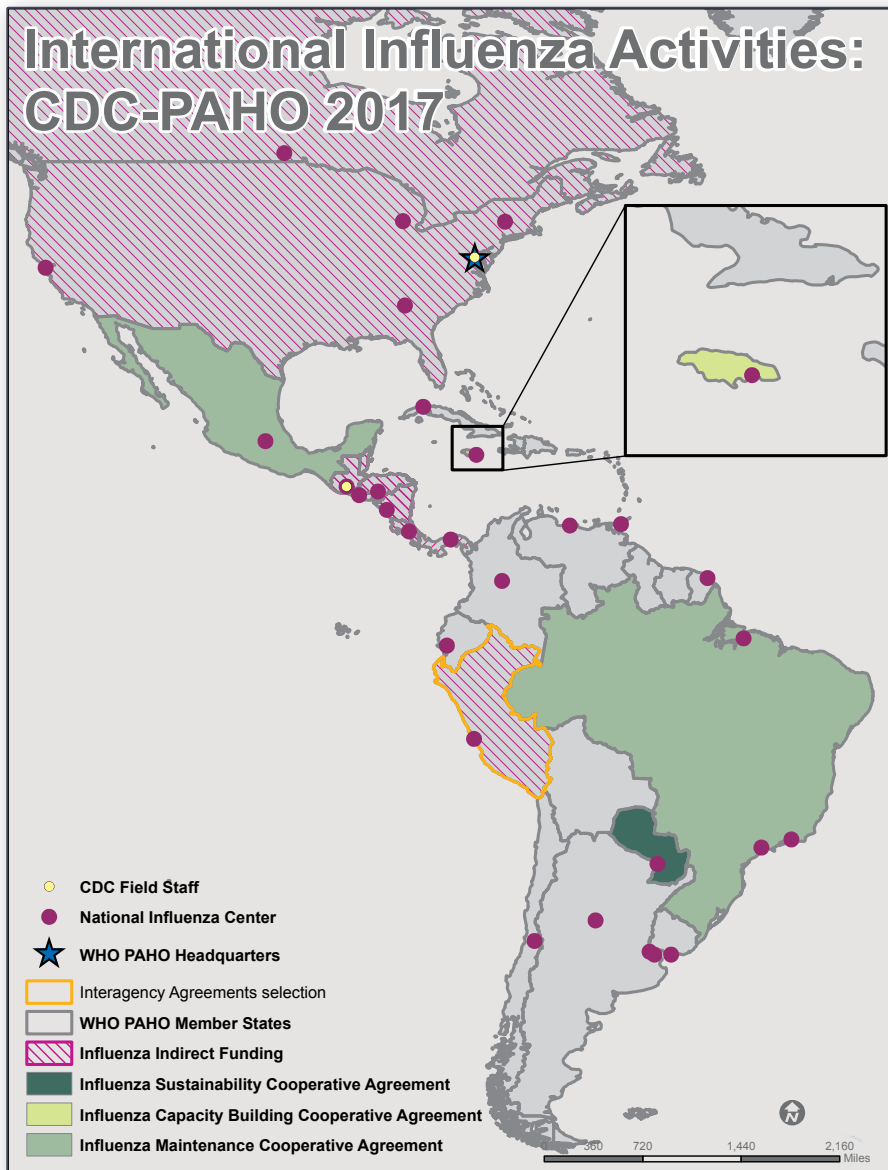 International Influenza Activities:
CDC-PAHO 2017
CDC Field Staff
National Influenza Center
WHO PAHO Headquarters
Interagency Agreements selection
WHO PAHO Member States
Influenza Indirect Funding
Influenza Sustainability Cooperative Agreement
Influenza Capacity Building Cooperative Agreement
Influenza Maintenance Cooperative Agreement
N
0 360 720 1,440 2,160
Miles